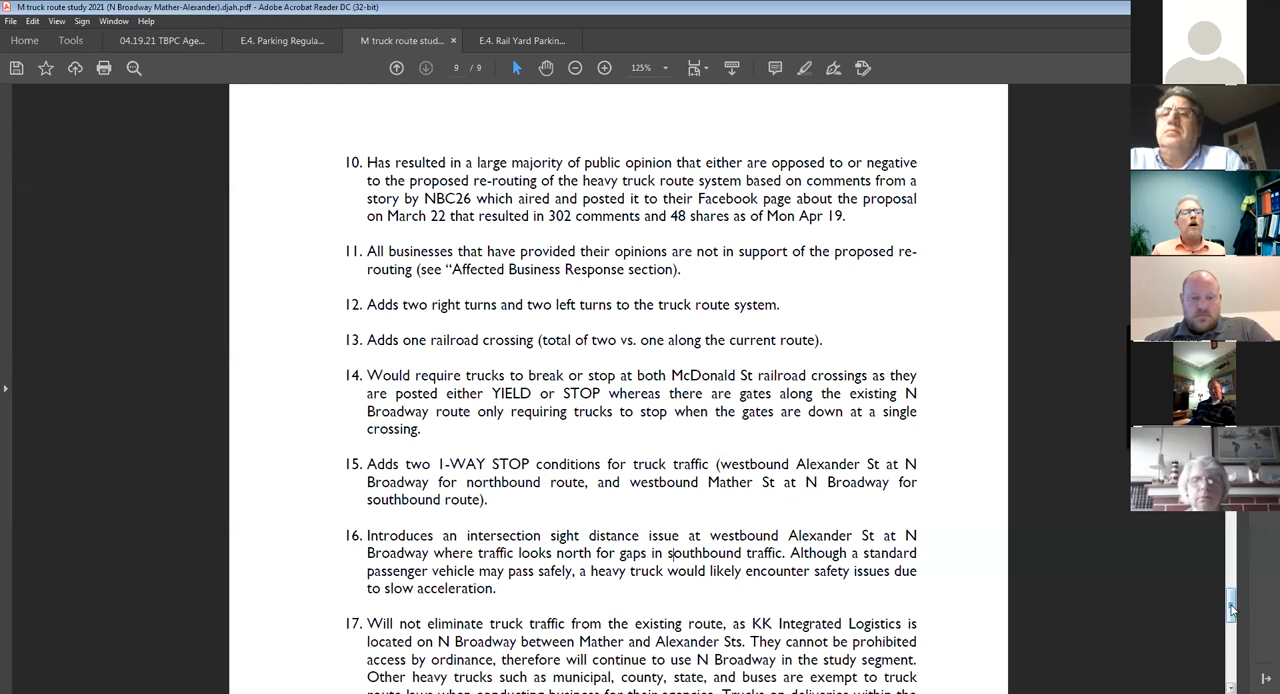 M truck route study 2021 (N Broadway Mather-Alexander).djah.pdf - Adobe Acrobat Reader DC (32-bit)
File Edit View Sign Window Help
Home Tools 04.19.21 TBPC Age... E.4. Parking Regula... M truck route stud... × E.4. Rail Yard Parkin...
9 / 9 125%
10. Has resulted in a large majority of public opinion that either are opposed to or negative
to the proposed re-routing of the heavy truck route system based on comments from a
story by NBC26 which aired and posted it to their Facebook page about the proposal
on March 22 that resulted in 302 comments and 48 shares as of Mon Apr 19.
11. All businesses that have provided their opinions are not in support of the proposed re-
routing (see “Affected Business Response section).
12. Adds two right turns and two left turns to the truck route system.
13. Adds one railroad crossing (total of two vs. one along the current route).
14. Would require trucks to break or stop at both McDonald St railroad crossings as they
are posted either YIELD or STOP whereas there are gates along the existing N
Broadway route only requiring trucks to stop when the gates are down at a single
crossing.
15. Adds two 1-WAY STOP conditions for truck traffic (westbound Alexander St at N
Broadway for northbound route, and westbound Mather St at N Broadway for
southbound route).
16. Introduces an intersection sight distance issue at westbound Alexander St at N
Broadway where traffic looks north for gaps in southbound traffic. Although a standard
passenger vehicle may pass safely, a heavy truck would likely encounter safety issues due
to slow acceleration.
17. Will not eliminate truck traffic from the existing route, as KK Integrated Logistics is
located on N Broadway between Mather and Alexander Sts. They cannot be prohibited
access by ordinance, therefore will continue to use N Broadway in the study segment.
Other heavy trucks such as municipal, county, state, and buses are exempt to truck
route laws when conducting business for their agencies. Trucks on deliveries within the